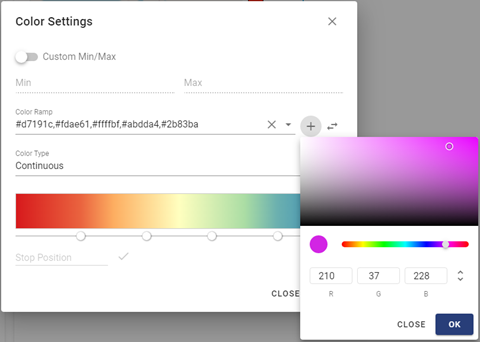 Color Settings
Custom Min/Max
Min Max
Color Ramp
#d7191c,#fdae61,#ffffbf,#abdda4,#2b83ba
Color Type
Continuous
Stop Position
CLOSE
210 37 228
R G B
CLOSE OK